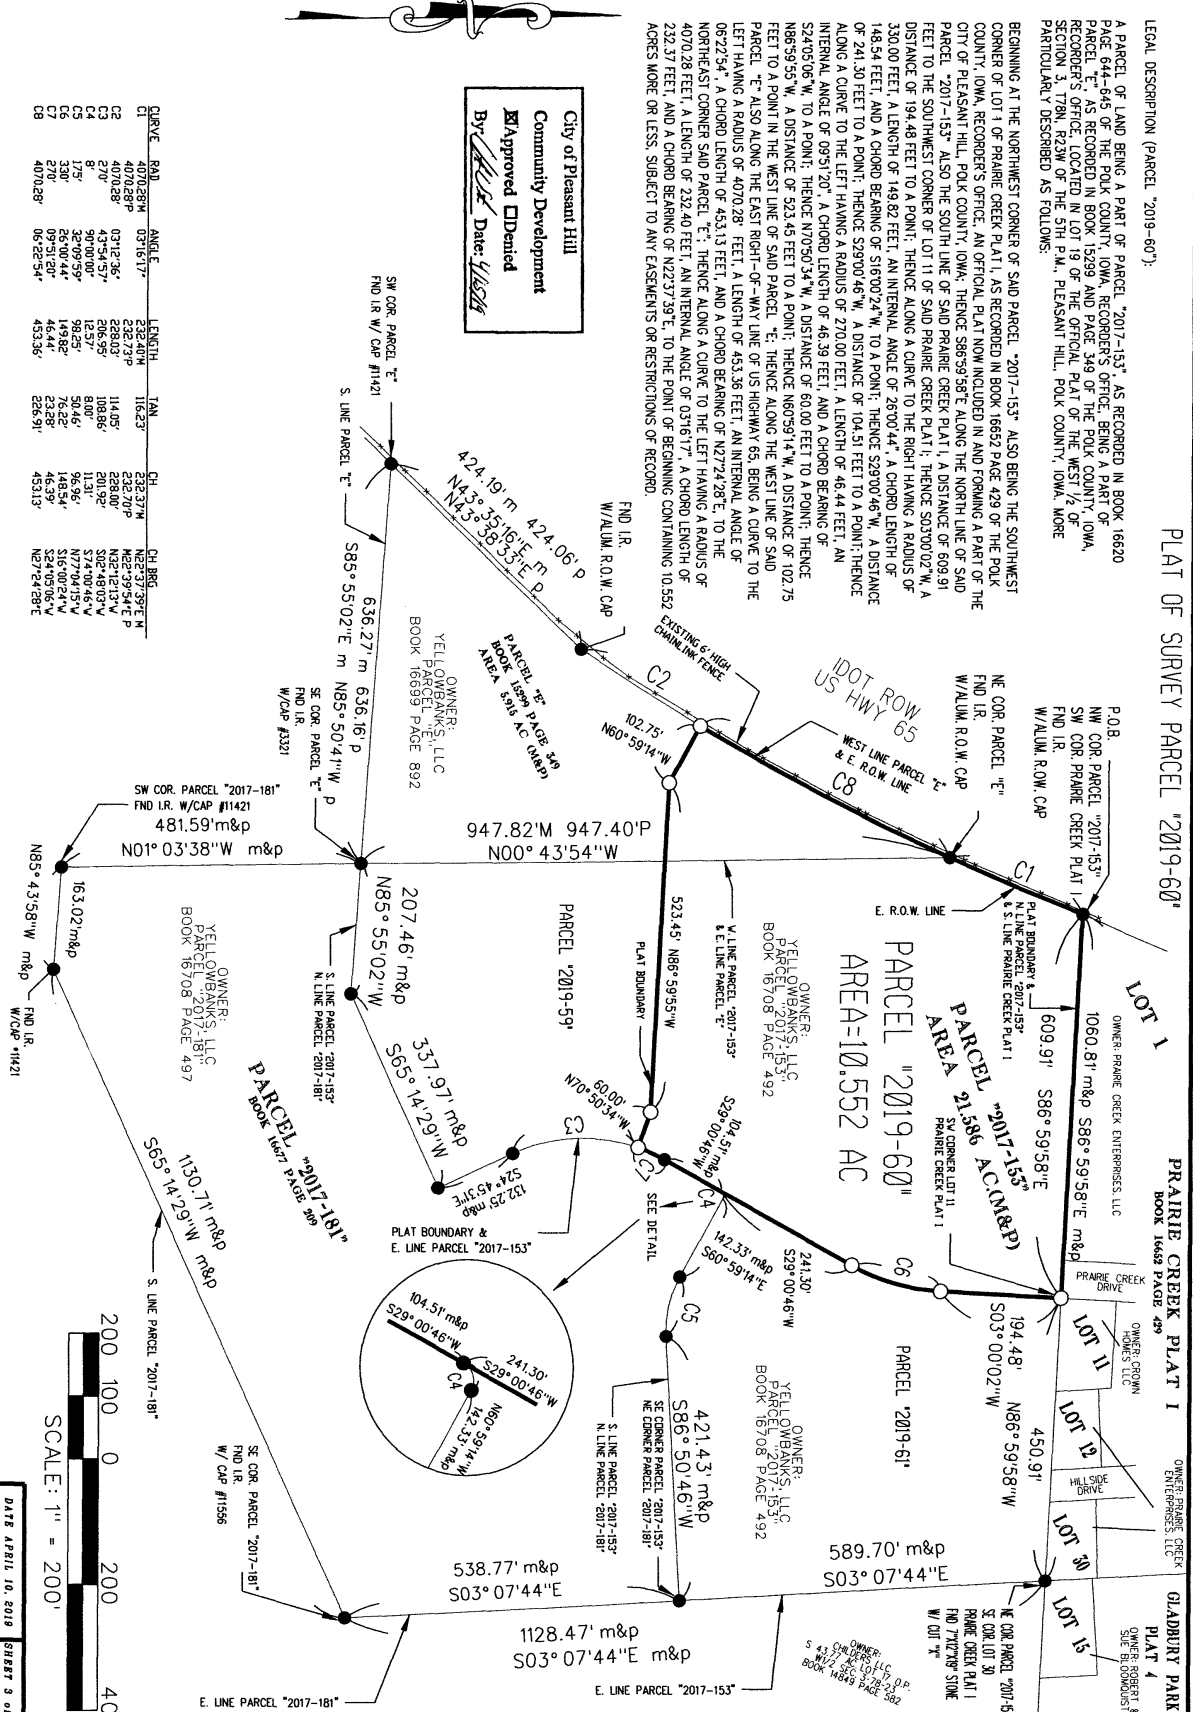 PLAT OF SURVEY PARCEL "2019-60"
LEGAL DESCRIPTION (PARCEL "2019-60"):
A PARCEL OF LAND BEING A PART OF PARCEL "2017-153", AS RECORDED IN BOOK 16620
PAGE 644-645 OF THE POLK COUNTY, IOWA, RECORDER'S OFFICE, BEING A PART OF
PARCEL "E", AS RECORDED IN BOOK 15299 AND PAGE 349 OF THE POLK COUNTY, IOWA,
RECORDER'S OFFICE, LOCATED IN LOT 19 OF THE OFFICIAL PLAT OF THE WEST 1/2 OF
SECTION 3, T78N, R23W OF THE 5TH P.M., PLEASANT HILL, POLK COUNTY, IOWA. MORE
PARTICULARLY DESCRIBED AS FOLLOWS:
BEGINNING AT THE NORTHWEST CORNER OF SAID PARCEL "2017-153" ALSO BEING THE SOUTHWEST
CORNER OF LOT 1 OF PRAIRIE CREEK PLAT I, AS RECORDED IN BOOK 16652 PAGE 429 OF THE POLK
COUNTY, IOWA, RECORDER'S OFFICE, AN OFFICIAL PLAT NOW INCLUDED IN AND FORMING A PART OF THE
CITY OF PLEASANT HILL, POLK COUNTY, IOWA; THENCE S86°59'58"E ALONG THE NORTH LINE OF SAID
PARCEL "2017-153" ALSO THE SOUTH LINE OF SAID PRAIRIE CREEK PLAT I, A DISTANCE OF 609.91
FEET TO THE SOUTHWEST CORNER OF LOT 11 OF SAID PRAIRIE CREEK PLAT I; THENCE S03°00'02"W, A
DISTANCE OF 194.48 FEET TO A POINT; THENCE ALONG A CURVE TO THE RIGHT HAVING A RADIUS OF
330.00 FEET, A LENGTH OF 149.82 FEET, AN INTERNAL ANGLE OF 26°00'44", A CHORD LENGTH OF
148.54 FEET, AND A CHORD BEARING OF S16°00'24"W, TO A POINT; THENCE S29°00'46"W, A DISTANCE
OF 241.30 FEET TO A POINT; THENCE S29°00'46"W, A DISTANCE OF 104.51 FEET TO A POINT; THENCE
ALONG A CURVE TO THE LEFT HAVING A RADIUS OF 270.00 FEET, A LENGTH OF 46.44 FEET, AN
INTERNAL ANGLE OF 09°51'20", A CHORD LENGTH OF 46.39 FEET, AND A CHORD BEARING OF
S24°05'06"W, TO A POINT; THENCE N70°50'34"W, A DISTANCE OF 60.00 FEET TO A POINT; THENCE
N86°59'55"W, A DISTANCE OF 523.45 FEET TO A POINT; THENCE N60°59'14"W, A DISTANCE OF 102.75
FEET TO A POINT IN THE WEST LINE OF SAID PARCEL "E; THENCE ALONG THE WEST LINE OF SAID
PARCEL "E" ALSO ALONG THE EAST RIGHT-OF-WAY LINE OF US HIGHWAY 65, BEING A CURVE TO THE
LEFT HAVING A RADIUS OF 4070.28' FEET, A LENGTH OF 453.36 FEET, AN INTERNAL ANGLE OF
06°22'54", A CHORD LENGTH OF 453.13 FEET, AND A CHORD BEARING OF N27°24'28"E, TO THE
NORTHEAST CORNER SAID PARCEL "E"; THENCE ALONG A CURVE TO THE LEFT HAVING A RADIUS OF
4070.28 FEET, A LENGTH OF 232.40 FEET, AN INTERNAL ANGLE OF 03°16'17", A CHORD LENGTH OF
232.37 FEET, AND A CHORD BEARING OF N22°37'39"E, TO THE POINT OF BEGINNING CONTAINING 10.552
ACRES MORE OR LESS, SUBJECT TO ANY EASEMENTS OR RESTRICTIONS OF RECORD.
City of Pleasant Hill
Community Development
☒Approved ☐Denied
By: Date: 4/15/19
CURVE RAD. ANGLE LENGTH TAN CH CH BRG
C1 4070.28'M 03°16'17" 232.40'M 116.23' 232.37'M N22°37'39"E M
4070.28'P 232.73'P 232.70'P N22°39'54"E P
C2 4070.28' 03°12'36" 228.03' 114.05' 228.00' N32°12'13"W
C3 270' 43°54'57" 206.95' 108.86' 201.92' S02°48'03"W
C4 8' 90°00'00" 12.57' 8.00' 11.31' S74°00'46"W
C5 175' 32°09'59" 98.25' 50.46' 96.96' N77°04'15"W
C6 330' 26°00'44" 149.82' 76.22' 148.54' S16°00'24"W
C7 270' 09°51'20" 46.44' 23.28' 46.39' S24°05'06"W
C8 4070.28' 06°22'54" 453.36' 226.91' 453.13' N27°24'28"E
P.O.B.
NW COR. PARCEL "2017-153"
SW COR. PRAIRIE CREEK PLAT I
FND I.R.
W/ALUM. R.O.W. CAP
NE COR. PARCEL "E"
FND I.R.
W/ALUM. R.O.W. CAP
IDOT ROW
US HWY 65
WEST LINE PARCEL "E"
& E. R.O.W. LINE
C8
C1
EXISTING 6' HIGH
CHAINLINK FENCE
C2
FND I.R.
W/ALUM. R.O.W. CAP
424.19' m 424.06' p
N43°35'16"E m
N43°38'33"E p
SW COR. PARCEL "E"
FND I.R W/ CAP #11421
S. LINE PARCEL "E"
636.27' m 636.16' p
S85°55'02"E m N85°50'41"W p
PARCEL "E"
BOOK 15299 PAGE 349
AREA 5.915 AC (M&P)
OWNER:
YELLOWBANKS, LLC
PARCEL "E"
BOOK 16699 PAGE 892
SE COR. PARCEL "E"
FND I.R.
W/CAP #3321
102.75'
N60°59'14"W
947.82'M 947.40'P
N00°43'54"W
523.45' N86°59'55"W
PLAT BOUNDARY
W. LINE PARCEL "2017-153"
& E. LINE PARCEL "E"
E. R.O.W. LINE
PLAT BOUNDARY &
N. LINE PARCEL "2017-153"
& S. LINE PRAIRIE CREEK PLAT I
LOT 1
OWNER: PRAIRIE CREEK ENTERPRISES, LLC
1060.81' m&p S86°59'58"E m&p
609.91' S86°59'58"E
PARCEL "2017-153"
AREA 21.586 AC.(M&P)
SW CORNER LOT 11
PRAIRIE CREEK PLAT I
PARCEL "2019-60"
AREA=10.552 AC
OWNER:
YELLOWBANKS, LLC
PARCEL "2017-153"
BOOK 16708 PAGE 492
PARCEL "2019-59"
60.00'
N70°50'34"W
104.51' m&p
S29°00'46"W
C7
C4
C3
SEE DETAIL
142.33' m&p
S60°59'14"E
241.30'
S29°00'46"W
C6
C5
194.48'
S03°00'02"W
PRAIRIE CREEK PLAT I
BOOK 16652 PAGE 429
PRAIRIE CREEK
DRIVE
OWNER: CROWN
HOMES LLC
LOT 11
LOT 12
HILLSIDE
DRIVE
OWNER: PRAIRIE CREEK
ENTERPRISES, LLC
LOT 30
LOT 15
GLADBURY PARK
PLAT 4
OWNER: ROBERT &
SUE BLOOMQUIST
450.91'
N86°59'58"W
PARCEL "2019-61"
OWNER:
YELLOWBANKS, LLC
PARCEL "2017-153"
BOOK 16708 PAGE 492
421.43' m&p
S86°50'46"W
SE CORNER PARCEL "2017-153"
NE CORNER PARCEL "2017-181"
S. LINE PARCEL "2017-153"
N. LINE PARCEL "2017-181"
NE COR. PARCEL "2017-15
SE COR. LOT 30
PRAIRIE CREEK PLAT I
FND 7"X12"X19" STONE
W/ CUT "X"
589.70' m&p
S03°07'44"E
538.77' m&p
S03°07'44"E
1128.47' m&p
S03°07'44"E m&p
E. LINE PARCEL "2017-153"
E. LINE PARCEL "2017-181"
OWNER:
CHILDERS LLC
S 43.77 AC LOT 17 O.P.
W1/2 SEC 3-78-23
BOOK 14849 PAGE 582
SW COR. PARCEL "2017-181"
FND I.R. W/CAP #11421
481.59'm&p
N01°03'38"W m&p
207.46' m&p
N85°55'02"W
S. LINE PARCEL "2017-153"
N. LINE PARCEL "2017-181"
337.97' m&p
S65°14'29"W
132.25' m&p
S24°45'31"E
PLAT BOUNDARY &
E. LINE PARCEL "2017-153"
104.51' m&p
S29°00'46"W
241.30'
S29°00'46"W
C4
N60°59'14"W
142.33' m&p
163.02'm&p
N85°43'58"W m&p
FND I.R.
W/CAP #11421
OWNER:
YELLOWBANKS, LLC
PARCEL "2017-181"
BOOK 16708 PAGE 497
PARCEL "2017-181"
BOOK 16677 PAGE 209
1130.71' m&p
S65°14'29"W m&p
S. LINE PARCEL "2017-181"
SE COR. PARCEL "2017-181"
FND I.R.
W/ CAP #11556
200 100 0 200 40
SCALE: 1" = 200'
DATE APRIL 10, 2019
SHEET 3 o